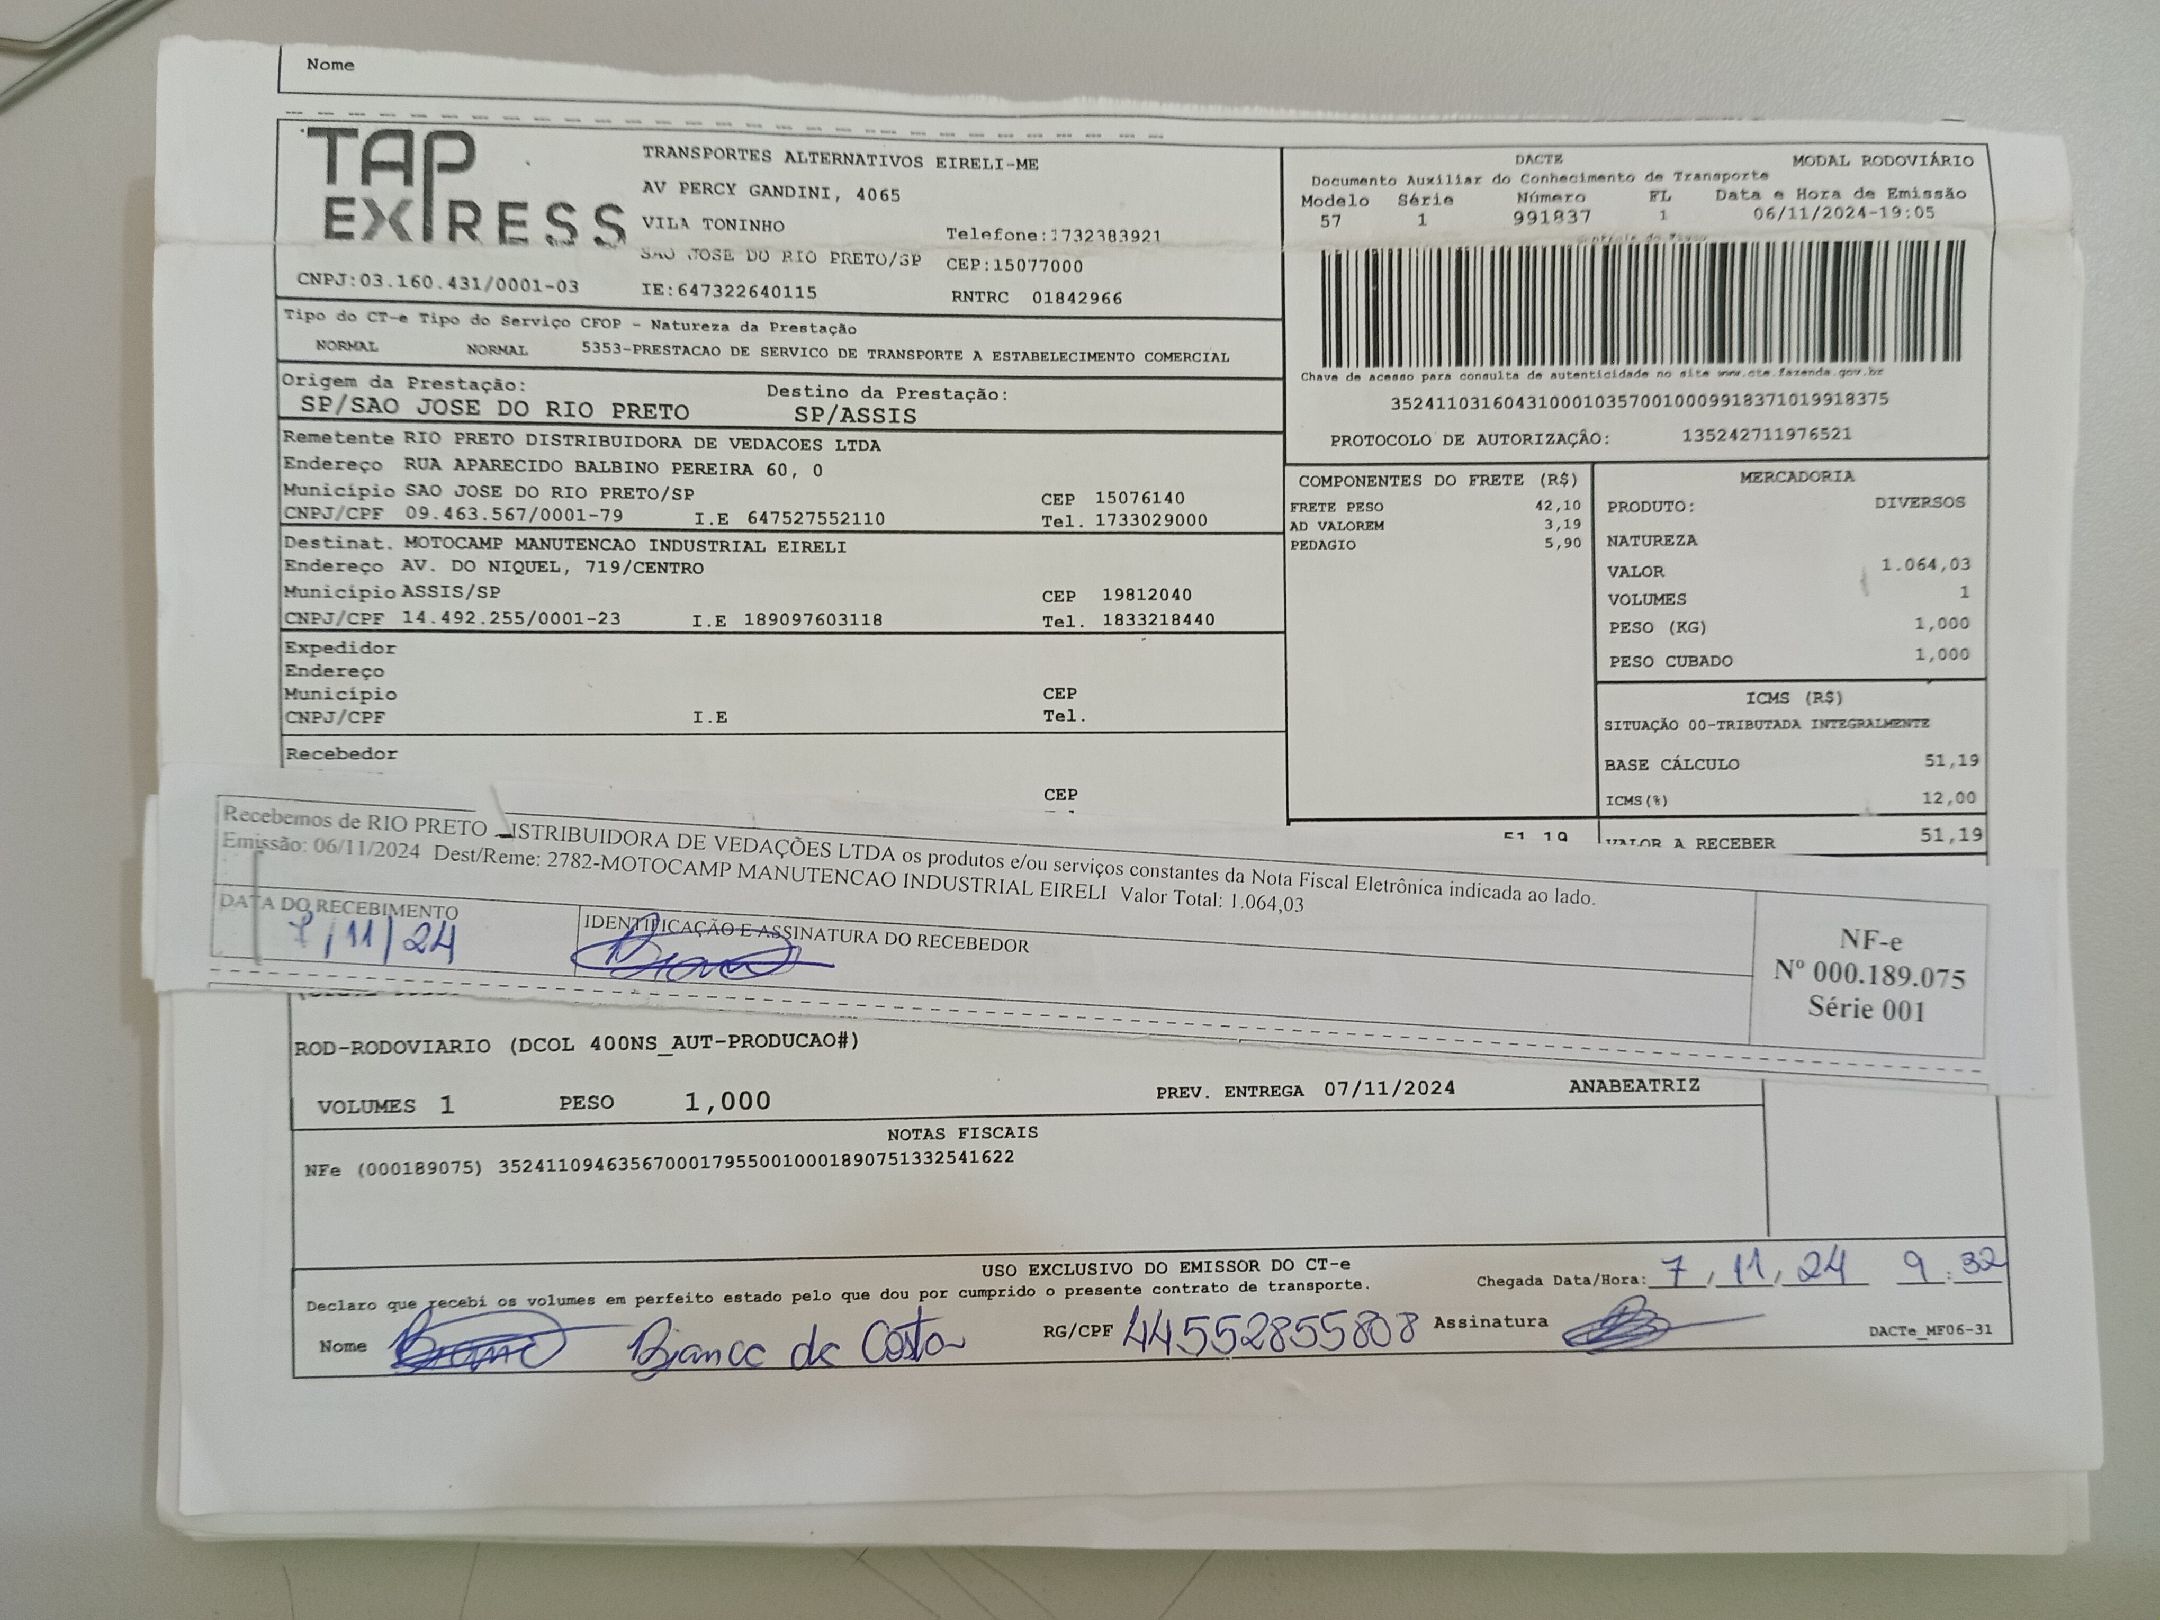 Nome
TAP EXPRESS
TRANSPORTES ALTERNATIVOS EIRELI-ME
AV PERCY GANDINI, 4065
VILA TONINHO Telefone:1732383921
SAO JOSE DO RIO PRETO/SP CEP:15077000
CNPJ:03.160.431/0001-03 IE:647322640115 RNTRC 01842966
DACTE MODAL RODOVIÁRIO
Documento Auxiliar do Conhecimento de Transporte
Modelo Série Número FL Data e Hora de Emissão
57 1 991837 1 06/11/2024-19:05
Chave de acesso para consulta de autenticidade no site www.cte.fazenda.gov.br
35241103160431000103570010009918371019918375
PROTOCOLO DE AUTORIZAÇÃO: 135242711976521
Tipo do CT-e Tipo do Serviço CFOP - Natureza da Prestação
NORMAL NORMAL 5353-PRESTACAO DE SERVICO DE TRANSPORTE A ESTABELECIMENTO COMERCIAL
Origem da Prestação: Destino da Prestação:
SP/SAO JOSE DO RIO PRETO SP/ASSIS
Remetente RIO PRETO DISTRIBUIDORA DE VEDACOES LTDA
Endereço RUA APARECIDO BALBINO PEREIRA 60, 0
Município SAO JOSE DO RIO PRETO/SP CEP 15076140
CNPJ/CPF 09.463.567/0001-79 I.E 647527552110 Tel. 1733029000
Destinat. MOTOCAMP MANUTENCAO INDUSTRIAL EIRELI
Endereço AV. DO NIQUEL, 719/CENTRO
Município ASSIS/SP CEP 19812040
CNPJ/CPF 14.492.255/0001-23 I.E 189097603118 Tel. 1833218440
Expedidor
Endereço
Município CEP
CNPJ/CPF I.E Tel.
Recebedor
CEP
COMPONENTES DO FRETE (R$)
FRETE PESO 42,10
AD VALOREM 3,19
PEDAGIO 5,90
51,19
MERCADORIA
PRODUTO: DIVERSOS
NATUREZA
VALOR 1.064,03
VOLUMES 1
PESO (KG) 1,000
PESO CUBADO 1,000
ICMS (R$)
SITUAÇÃO 00-TRIBUTADA INTEGRALMENTE
BASE CÁLCULO 51,19
ICMS(%) 12,00
VALOR A RECEBER 51,19
Recebemos de RIO PRETO DISTRIBUIDORA DE VEDAÇÕES LTDA os produtos e/ou serviços constantes da Nota Fiscal Eletrônica indicada ao lado.
Emissão: 06/11/2024 Dest/Reme: 2782-MOTOCAMP MANUTENCAO INDUSTRIAL EIRELI Valor Total: 1.064,03
DATA DO RECEBIMENTO IDENTIFICAÇÃO E ASSINATURA DO RECEBEDOR
7/11/24
NF-e
Nº 000.189.075
Série 001
ROD-RODOVIARIO (DCOL 400NS_AUT-PRODUCAO#)
VOLUMES 1 PESO 1,000 PREV. ENTREGA 07/11/2024 ANABEATRIZ
NOTAS FISCAIS
NFe (000189075) 35241109463567000179550010001890751332541622
USO EXCLUSIVO DO EMISSOR DO CT-e
Declaro que recebi os volumes em perfeito estado pelo que dou por cumprido o presente contrato de transporte.
Chegada Data/Hora: 7, 11, 24 9:32
Nome Bianca da Costa RG/CPF 44552855808 Assinatura
DACTe_MF06-31